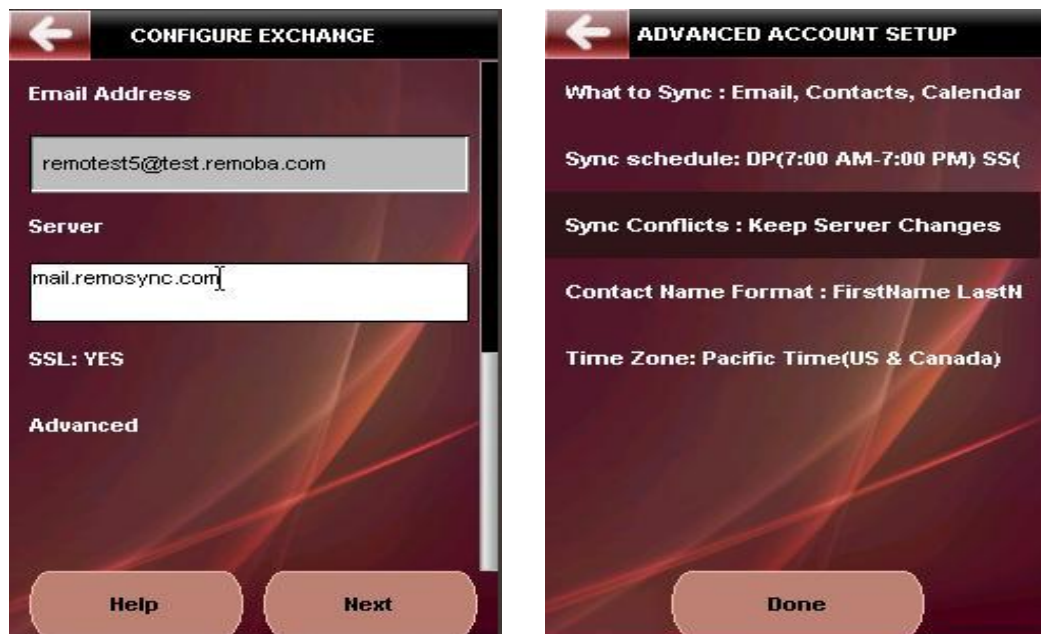 CONFIGURE EXCHANGE
Email Address
remotest5@test.remoba.com
Server
mail.remosync.com
SSL: YES
Advanced
Help
Next
ADVANCED ACCOUNT SETUP
What to Sync : Email, Contacts, Calendar
Sync schedule: DP(7:00 AM-7:00 PM) SS(
Sync Conflicts : Keep Server Changes
Contact Name Format : FirstName LastN
Time Zone: Pacific Time(US & Canada)
Done